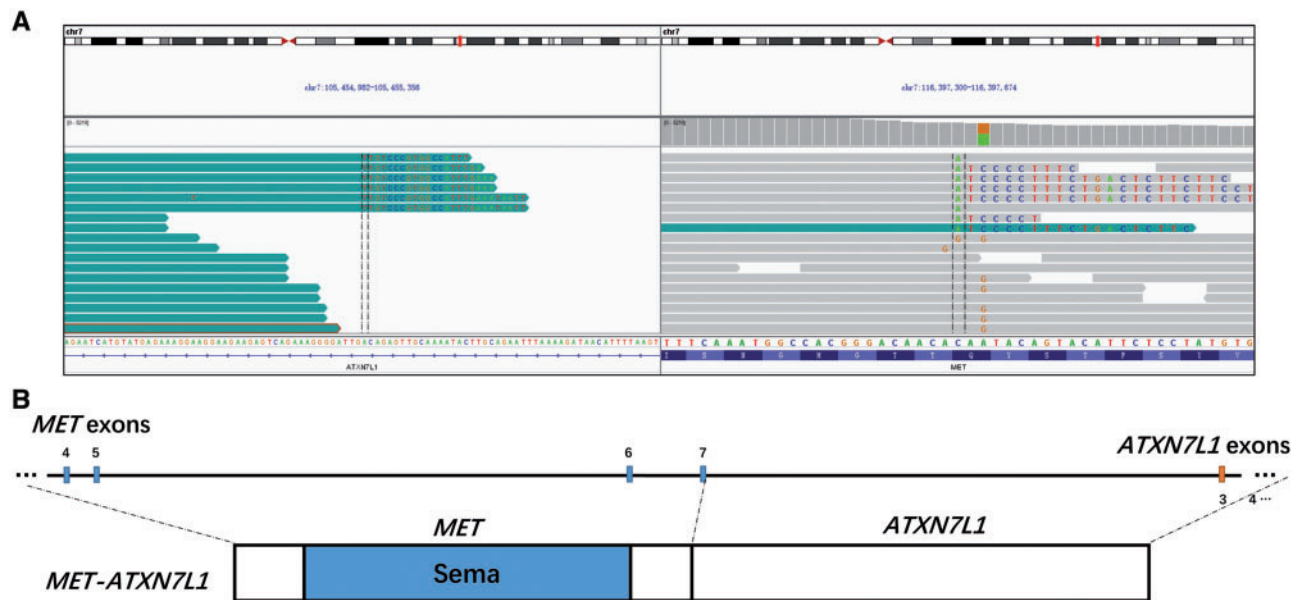 A
chr7
chr7
chr7:105,454,982-105,455,356
chr7:116,397,300-116,397,674
A
A T C C C C T T T C
A T C C C C T T T C T G A C T C T T C T T C
A T C C C C T T T C T G A C T C T T C T T C C T
A T C C C C T T T C T G A C T C T T C T T C C T
A
A T C C C C T
A T C C C C T T T C T G A C T C T T C
G G
G
G
G
G
G
G
AGAATCATGTATGAGAAAGGAAGGAAGAAGAGTCAGAAAGGGGATTGACAGAGTTGCAAAATACTTGCAGAATTTAAAAGATAACATTTTAAGT
T T T C A A A T G G C C A C G G G A C A A C A C A A T A C A G T A C A T T C T C C T A T G T G
ATXN7L1
MET
B
MET exons
ATXN7L1 exons
4 5 6 7
... ...
3 4 ...
MET
ATXN7L1
MET-ATXN7L1
Sema